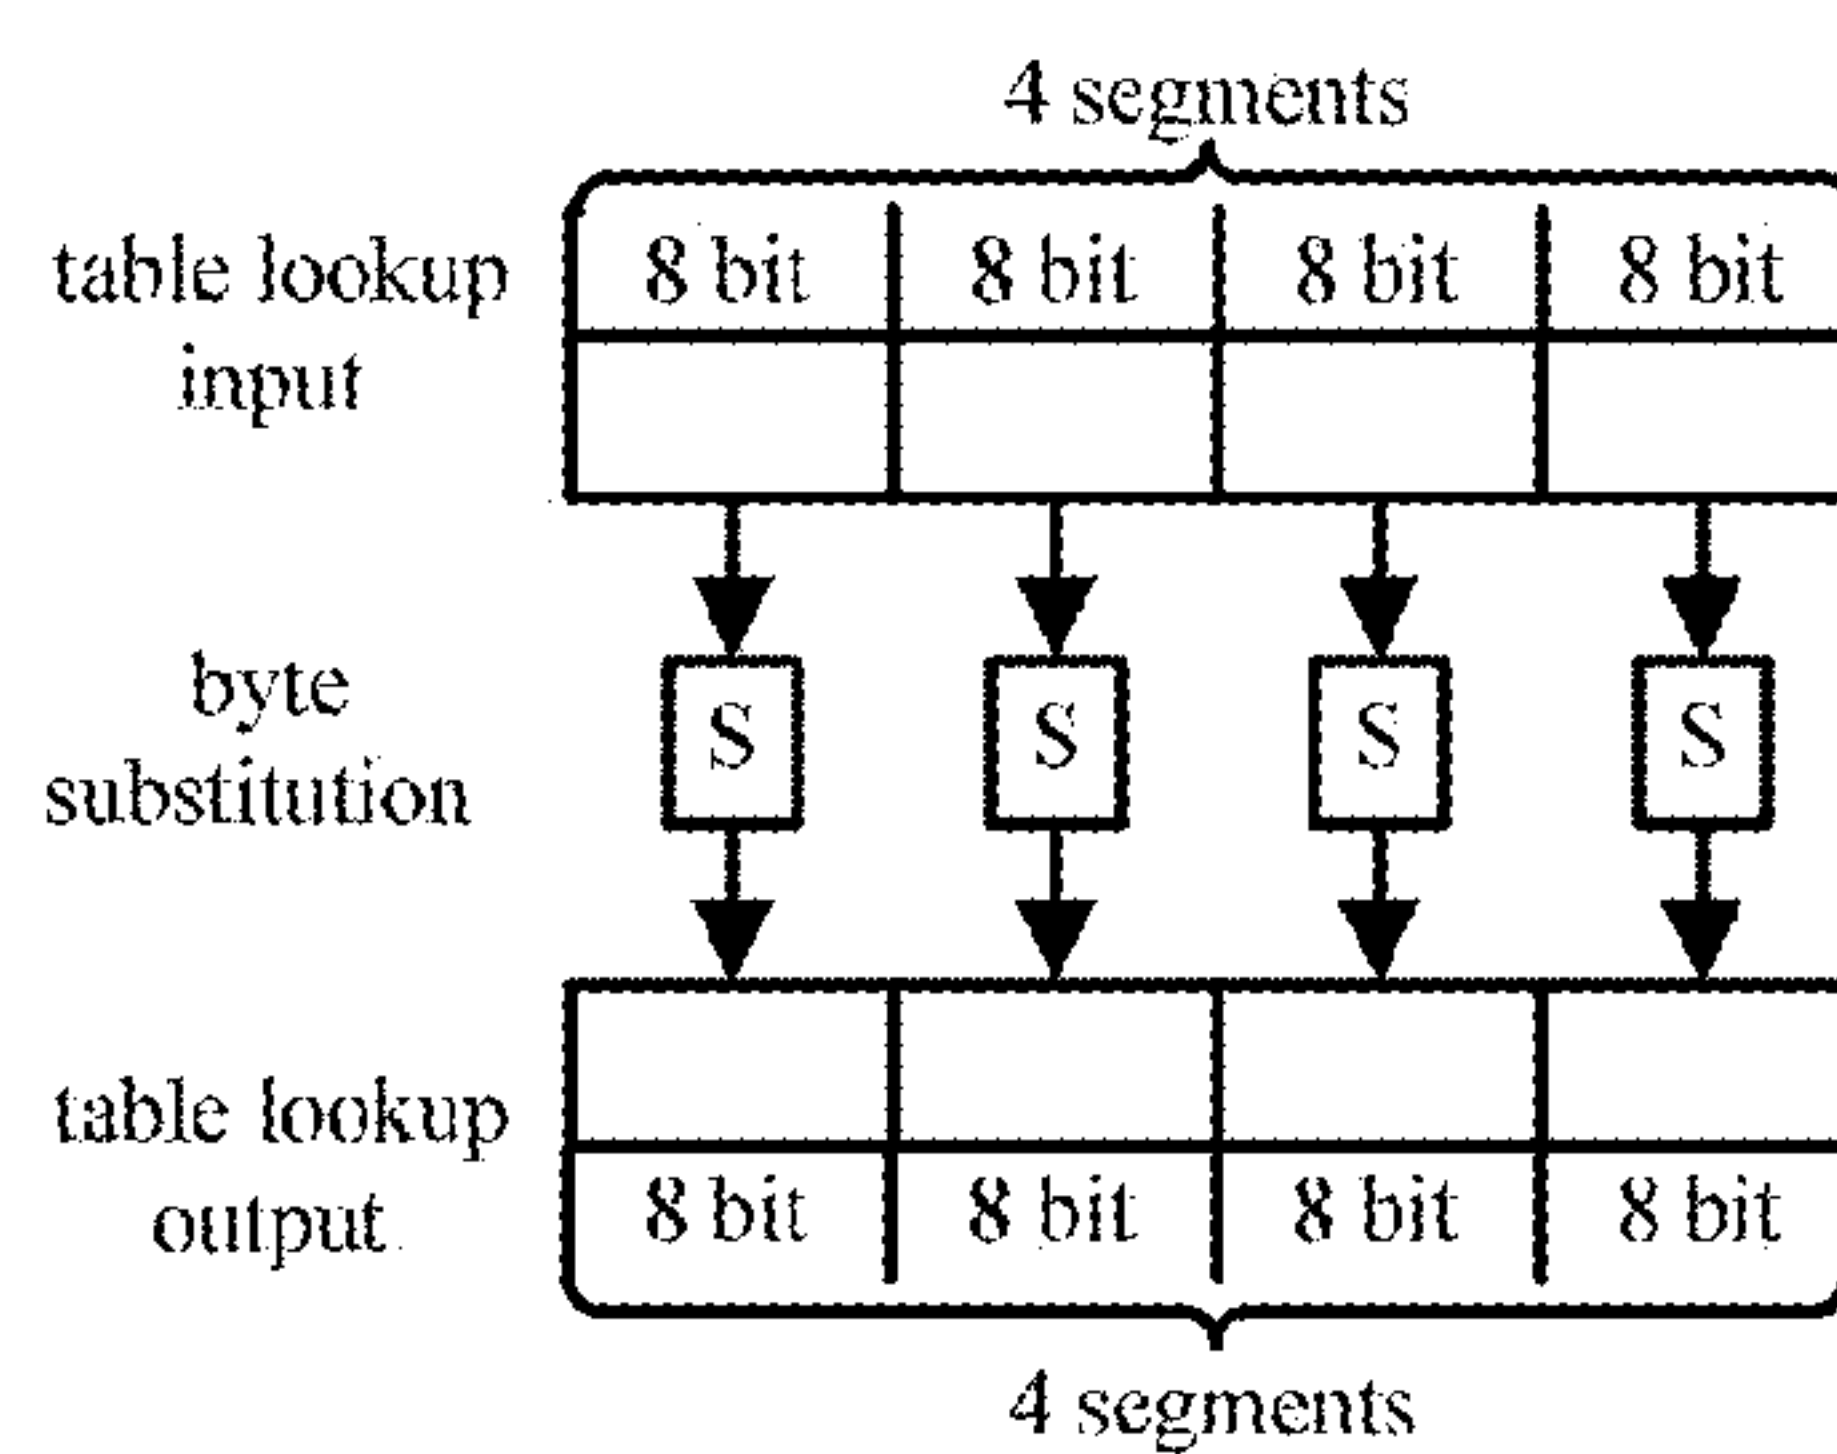 4 segments
table lookup
input
8 bit 8 bit 8 bit 8 bit
byte
substitution
S S S S
table lookup
output
8 bit 8 bit 8 bit 8 bit
4 segments